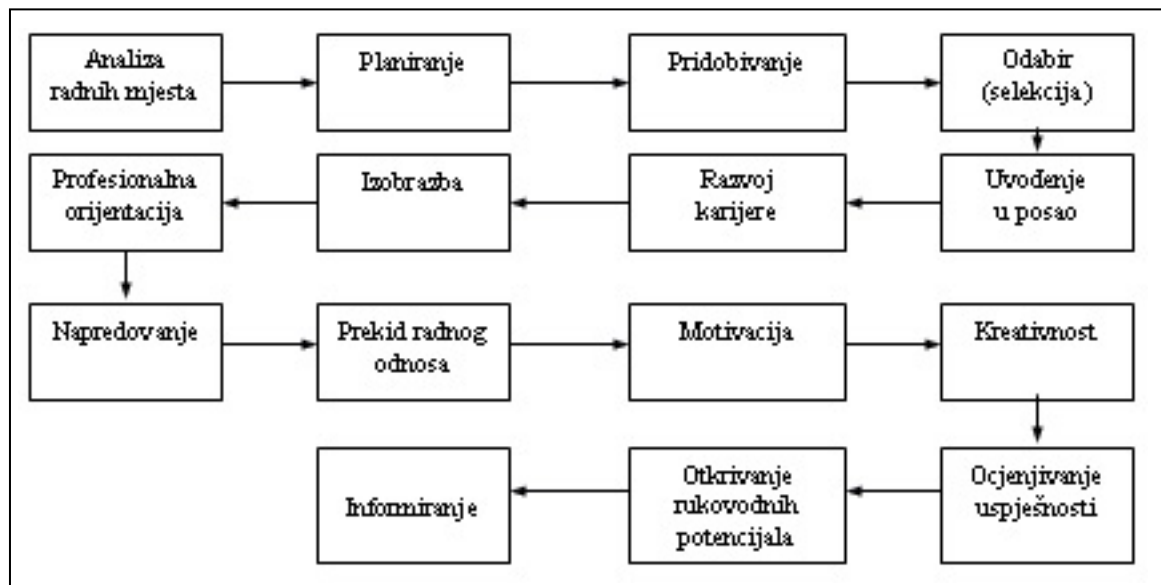 Analiza
radnih mjesta
Planiranje
Pridobivanje
Odabir
(selekcija)
Profesionalna
orijentacija
Izobrazba
Razvoj
karijere
Uvođenje
u posao
Napredovanje
Prekid radnog
odnosa
Motivacija
Kreativnost
Informiranje
Otkrivanje
rukovodnih
potencijala
Ocjenjivanje
uspješnosti